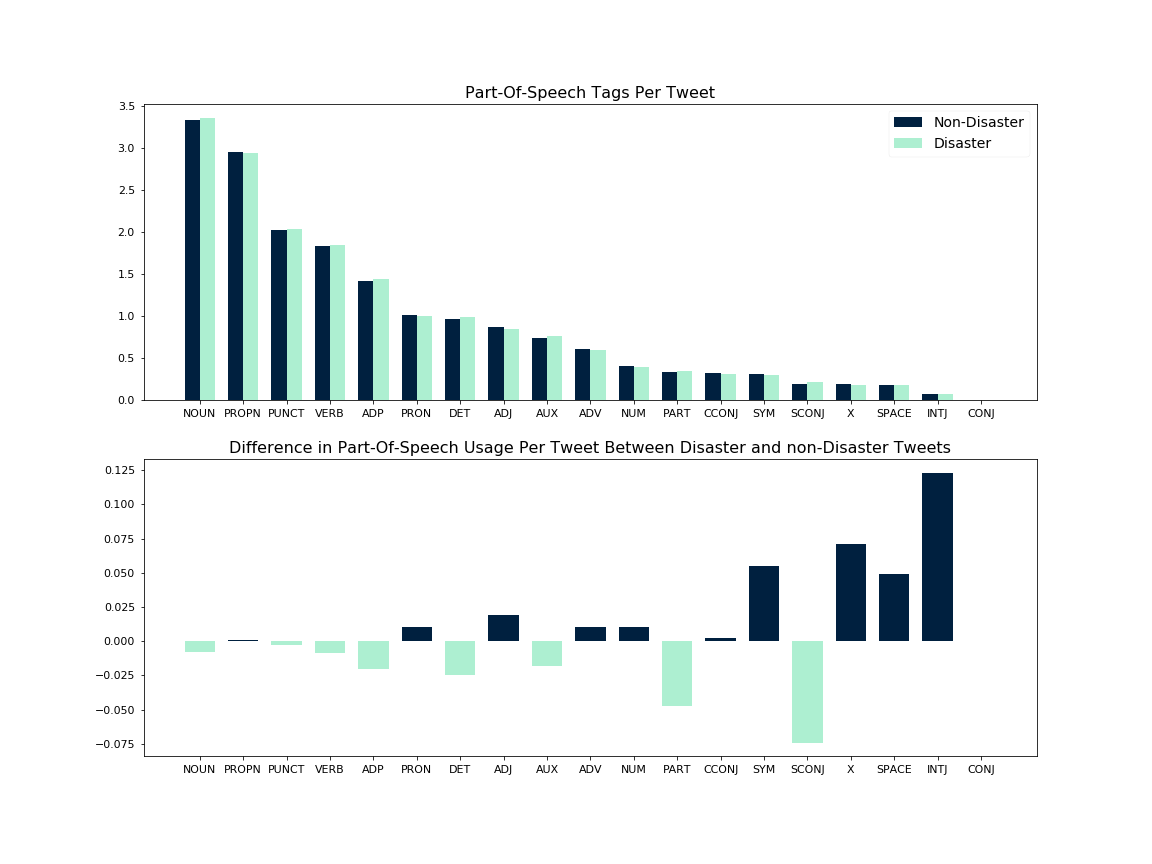 Part-Of-Speech Tags Per Tweet
3.5
3.0
2.5
2.0
1.5
1.0
0.5
0.0
Non-Disaster
Disaster
NOUN PROPN PUNCT VERB ADP PRON DET ADJ AUX ADV NUM PART CCONJ SYM SCONJ X SPACE INTJ CONJ
Difference in Part-Of-Speech Usage Per Tweet Between Disaster and non-Disaster Tweets
0.125
0.100
0.075
0.050
0.025
0.000
−0.025
−0.050
−0.075
NOUN PROPN PUNCT VERB ADP PRON DET ADJ AUX ADV NUM PART CCONJ SYM SCONJ X SPACE INTJ CONJ